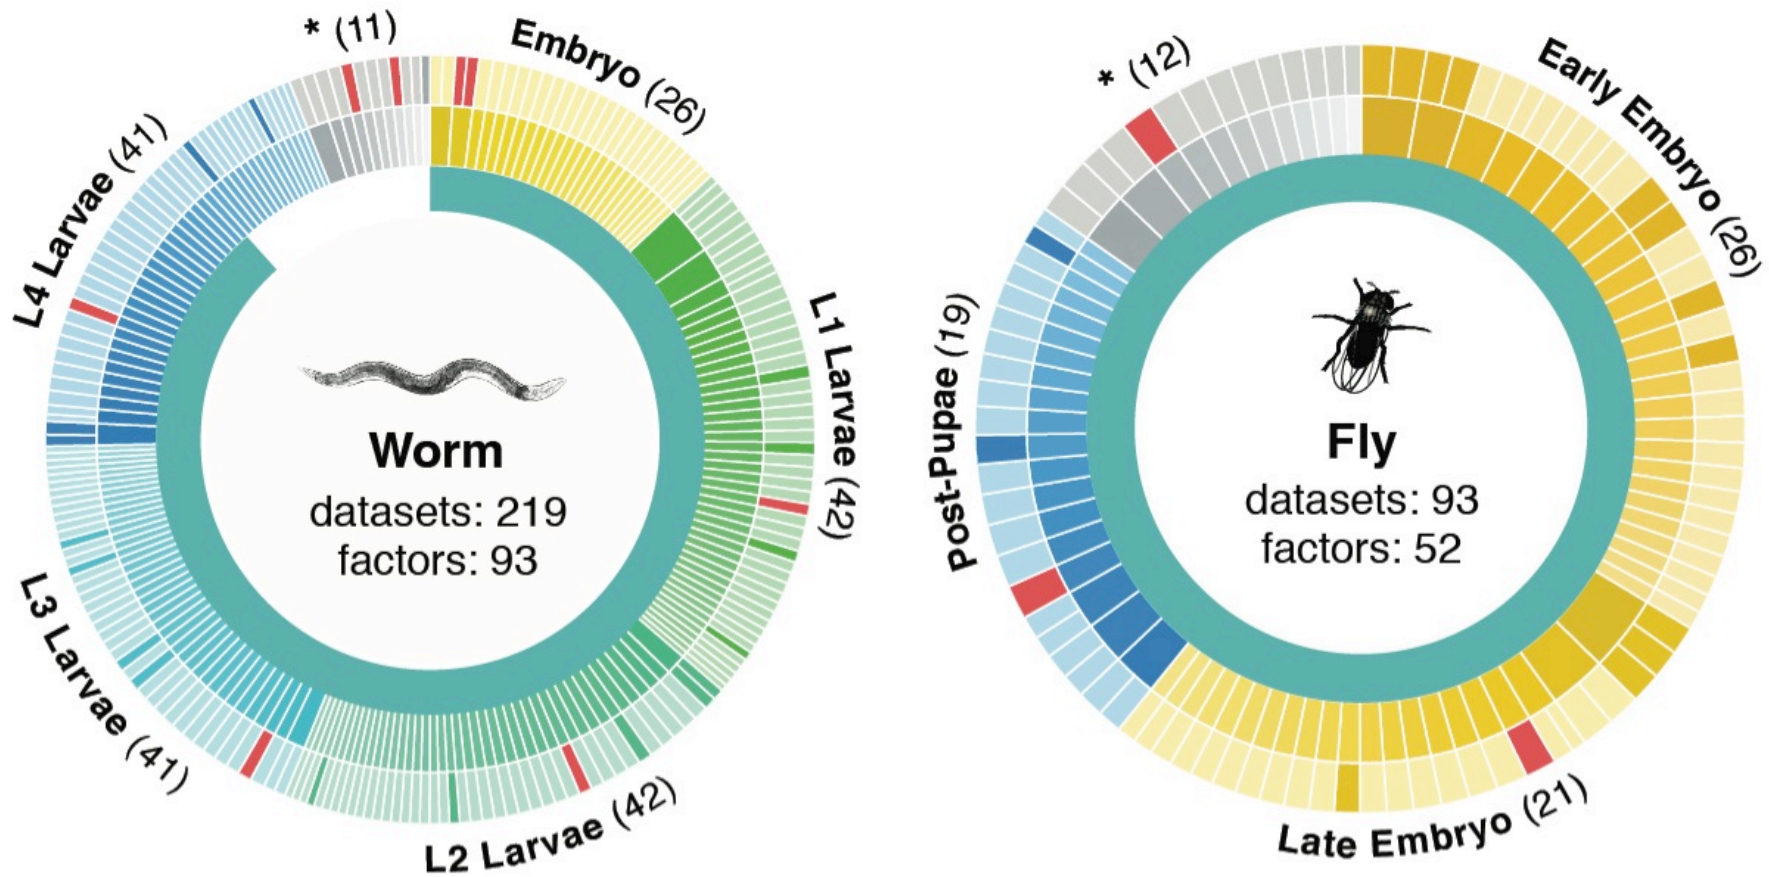 * (11)
Embryo (26)
L1 Larvae (42)
L2 Larvae (42)
L3 Larvae (41)
L4 Larvae (41)
Worm
datasets: 219
factors: 93
* (12)
Early Embryo (26)
Late Embryo (21)
Post-Pupae (19)
Fly
datasets: 93
factors: 52